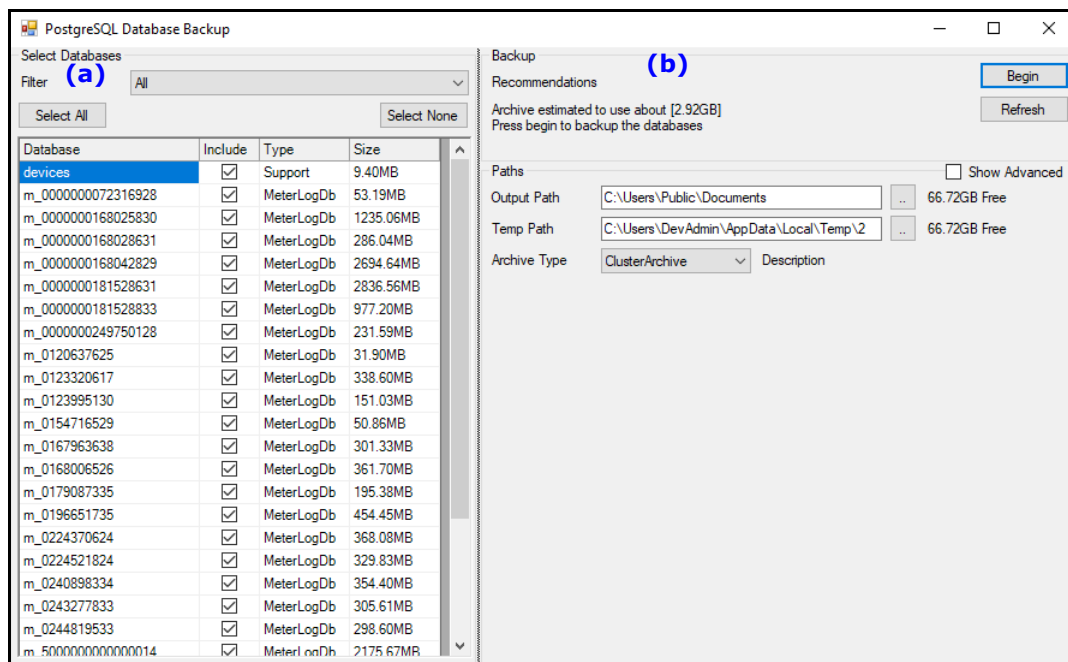 PostgreSQL Database Backup
Select Databases
(a)
Filter All
Select All Select None
Database Include Type Size
devices Support 9.40MB
m_0000000072316928 MeterLogDb 53.19MB
m_0000000168025830 MeterLogDb 1235.06MB
m_0000000168028631 MeterLogDb 286.04MB
m_0000000168042829 MeterLogDb 2694.64MB
m_0000000181528631 MeterLogDb 2836.56MB
m_0000000181528833 MeterLogDb 977.20MB
m_0000000249750128 MeterLogDb 231.59MB
m_0120637625 MeterLogDb 31.90MB
m_0123320617 MeterLogDb 338.60MB
m_0123995130 MeterLogDb 151.03MB
m_0154716529 MeterLogDb 50.86MB
m_0167963638 MeterLogDb 301.33MB
m_0168006526 MeterLogDb 361.70MB
m_0179087335 MeterLogDb 195.38MB
m_0196651735 MeterLogDb 454.45MB
m_0224370624 MeterLogDb 368.08MB
m_0224521824 MeterLogDb 329.83MB
m_0240898334 MeterLogDb 354.40MB
m_0243277833 MeterLogDb 305.61MB
m_0244819533 MeterLogDb 298.60MB
m_5000000000000014 MeterLogDb 2175.67MB
Backup
(b)
Recommendations
Begin
Archive estimated to use about [2.92GB]
Refresh
Press begin to backup the databases
Paths
Show Advanced
Output Path C:\Users\Public\Documents .. 66.72GB Free
Temp Path C:\Users\DevAdmin\AppData\Local\Temp\2 .. 66.72GB Free
Archive Type ClusterArchive Description